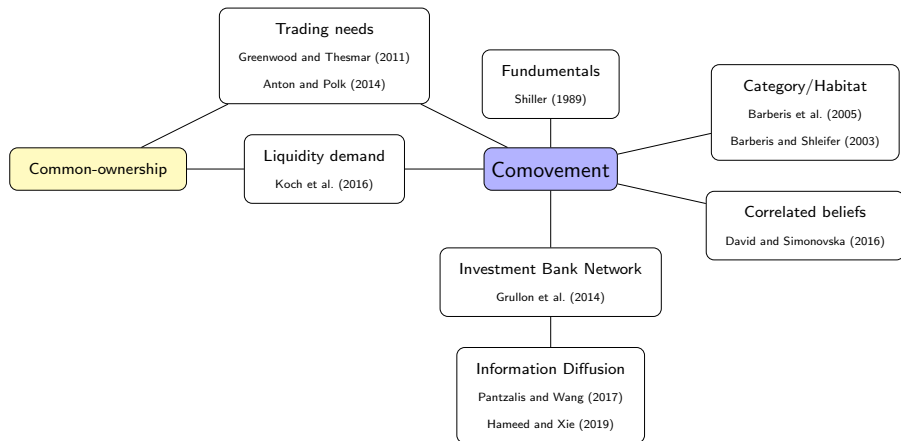 Trading needs
Greenwood and Thesmar (2011)
Anton and Polk (2014)
Fundumentals
Shiller (1989)
Category/Habitat
Barberis et al. (2005)
Barberis and Shleifer (2003)
Common-ownership
Liquidity demand
Koch et al. (2016)
Comovement
Correlated beliefs
David and Simonovska (2016)
Investment Bank Network
Grullon et al. (2014)
Information Diffusion
Pantzalis and Wang (2017)
Hameed and Xie (2019)